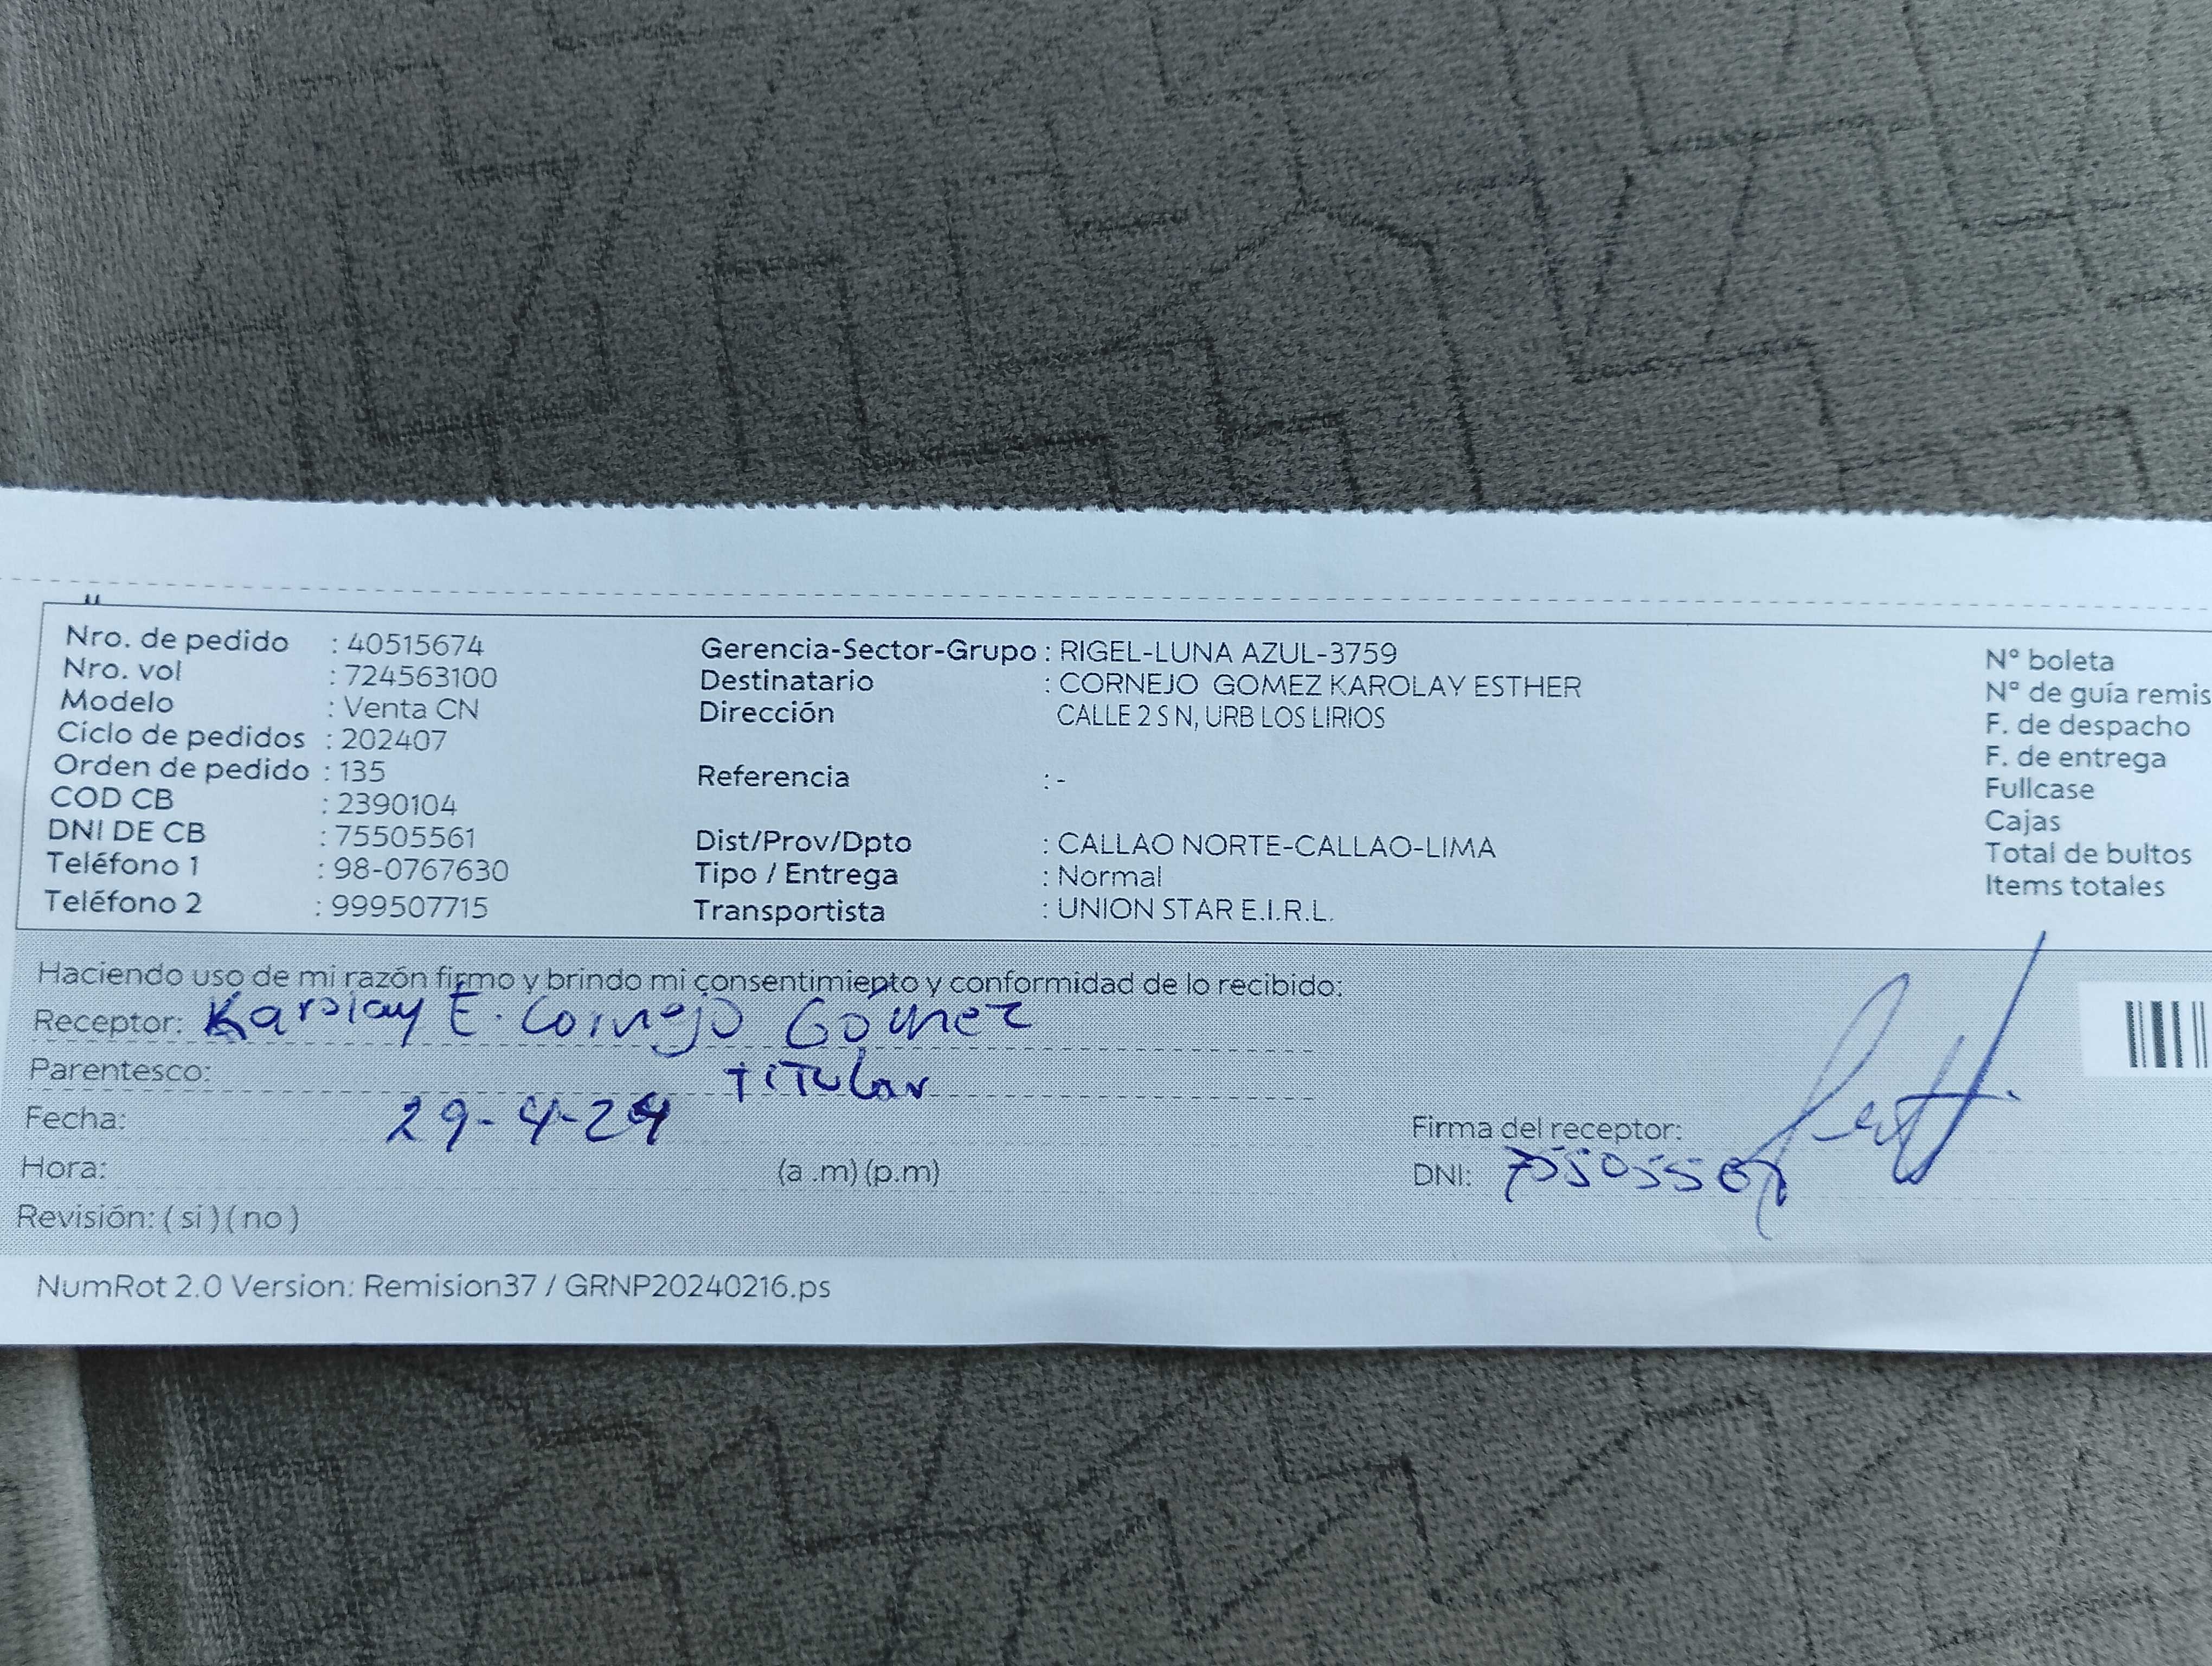 Nro. de pedido : 40515674
Nro. vol : 724563100
Modelo : Venta CN
Ciclo de pedidos : 202407
Orden de pedido : 135
COD CB : 2390104
DNI DE CB : 75505561
Teléfono 1 : 98-0767630
Teléfono 2 : 999507715
Gerencia-Sector-Grupo : RIGEL-LUNA AZUL-3759
Destinatario : CORNEJO GOMEZ KAROLAY ESTHER
Dirección CALLE 2 S N, URB LOS LIRIOS
Referencia : -
Dist/Prov/Dpto : CALLAO NORTE-CALLAO-LIMA
Tipo / Entrega : Normal
Transportista : UNION STAR E.I.R.L.
N° boleta
N° de guía remis
F. de despacho
F. de entrega
Fullcase
Cajas
Total de bultos
Items totales
Haciendo uso de mi razón firmo y brindo mi consentimiento y conformidad de lo recibido:
Receptor: Karolay E. Cornejo Gómez
Parentesco: Titular
Fecha: 29-4-24
Hora: (a .m) (p.m)
Revisión: ( si ) ( no )
Firma del receptor:
DNI:
NumRot 2.0 Version: Remision37 / GRNP20240216.ps